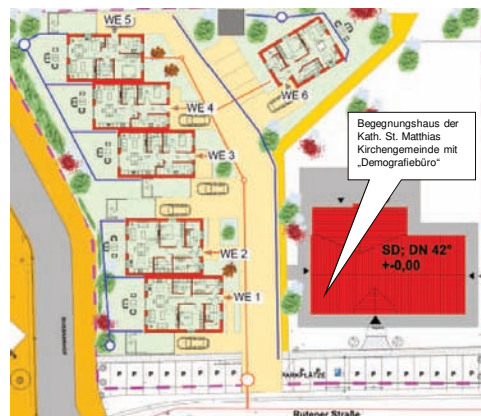 WE 5
WE 4
WE 6
WE 3
WE 2
WE 1
Begegnungshaus der
Kath. St. Matthias
Kirchengemeinde mit
„Demografiebüro“
SD; DN 42°
+-0,00
PARKPLÄTZE
P P P P P P P P P P P P P P
Rutener Straße